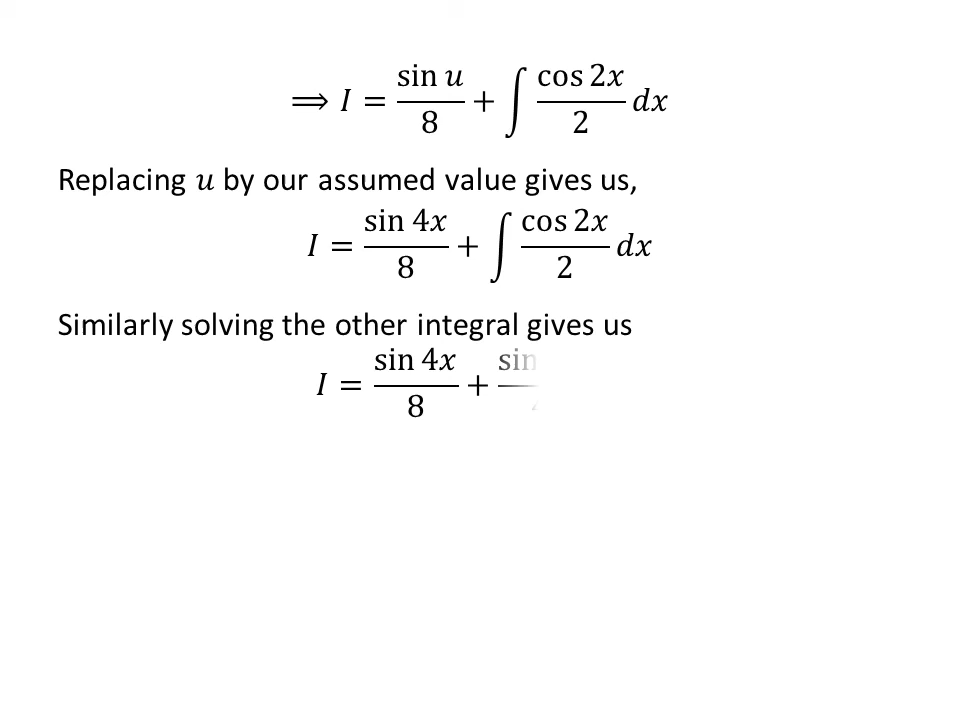 ⟹ 𝐼 = sin 𝑢 / 8 + ∫ cos 2𝑥 / 2 𝑑𝑥
Replacing 𝑢 by our assumed value gives us,
𝐼 = sin 4𝑥 / 8 + ∫ cos 2𝑥 / 2 𝑑𝑥
Similarly solving the other integral gives us
𝐼 = sin 4𝑥 / 8 + sin